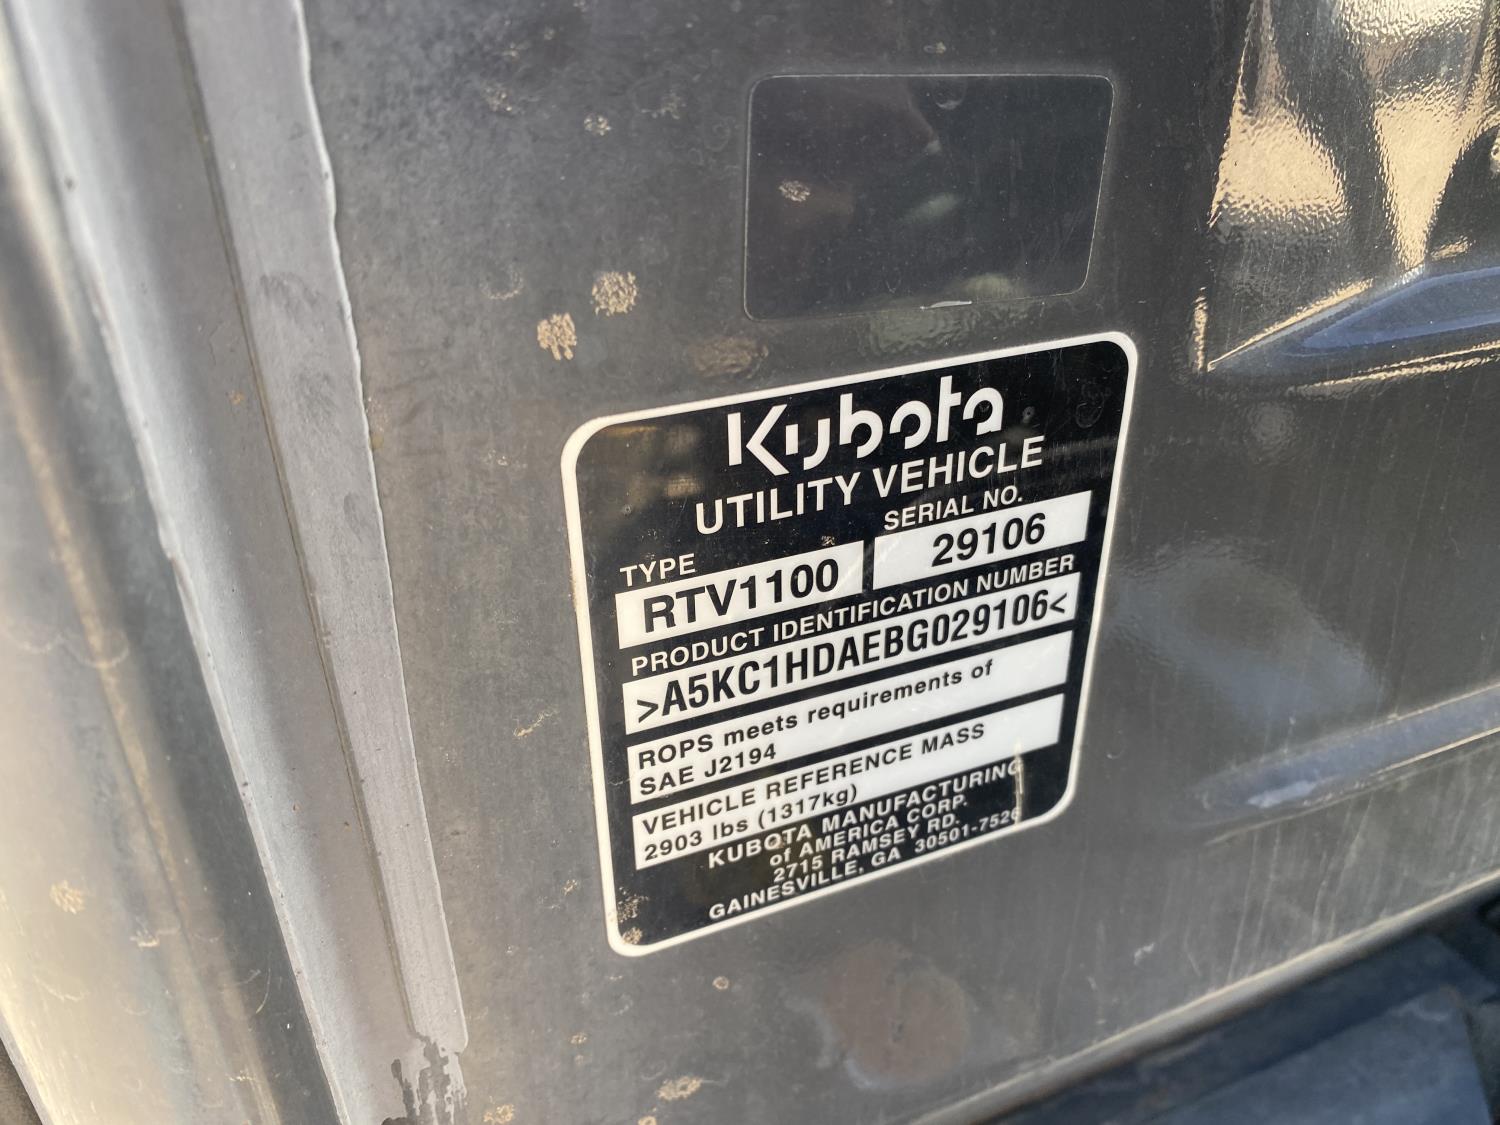 Kubota
UTILITY VEHICLE
TYPE
SERIAL NO.
RTV1100
29106
PRODUCT IDENTIFICATION NUMBER
>A5KC1HDAEBG029106<
ROPS meets requirements of
SAE J2194
VEHICLE REFERENCE MASS
2903 lbs (1317kg)
KUBOTA MANUFACTURING
of AMERICA CORP.
2715 RAMSEY RD.
GAINESVILLE, GA 30501-7526